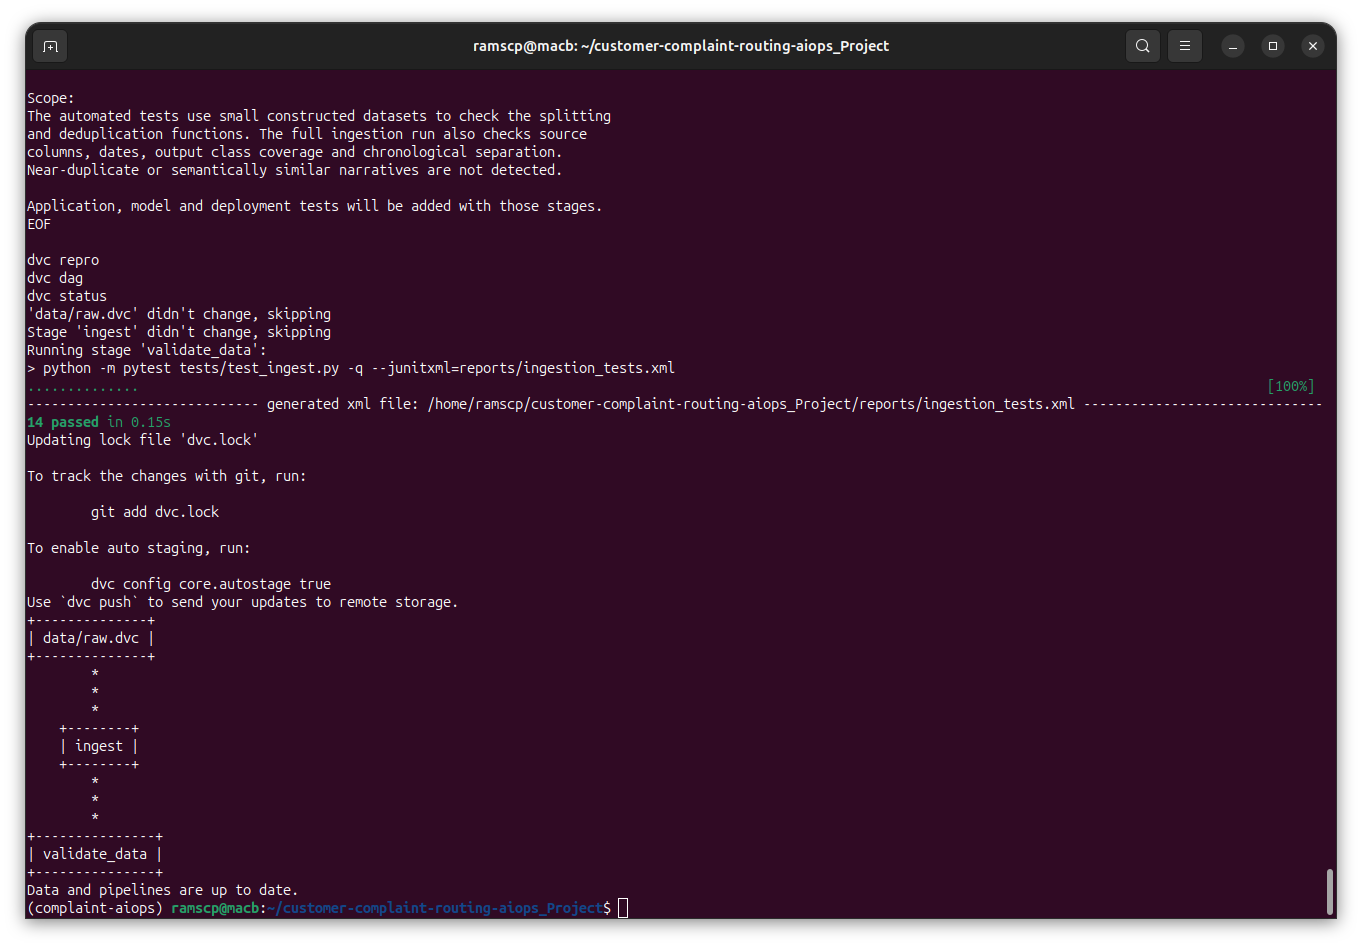 ramscp@macb: ~/customer-complaint-routing-aiops_Project
Scope:
The automated tests use small constructed datasets to check the splitting
and deduplication functions. The full ingestion run also checks source
columns, dates, output class coverage and chronological separation.
Near-duplicate or semantically similar narratives are not detected.

Application, model and deployment tests will be added with those stages.
EOF

dvc repro
dvc dag
dvc status
'data/raw.dvc' didn't change, skipping
Stage 'ingest' didn't change, skipping
Running stage 'validate_data':
> python -m pytest tests/test_ingest.py -q --junitxml=reports/ingestion_tests.xml
.............. [100%]
----------------------------- generated xml file: /home/ramscp/customer-complaint-routing-aiops_Project/reports/ingestion_tests.xml ------------------------------
14 passed in 0.15s
Updating lock file 'dvc.lock'

To track the changes with git, run:

        git add dvc.lock

To enable auto staging, run:

        dvc config core.autostage true
Use `dvc push` to send your updates to remote storage.
+--------------+
| data/raw.dvc |
+--------------+
        *
        *
        *
    +--------+
    | ingest |
    +--------+
        *
        *
        *
+---------------+
| validate_data |
+---------------+
Data and pipelines are up to date.
(complaint-aiops) ramscp@macb:~/customer-complaint-routing-aiops_Project$